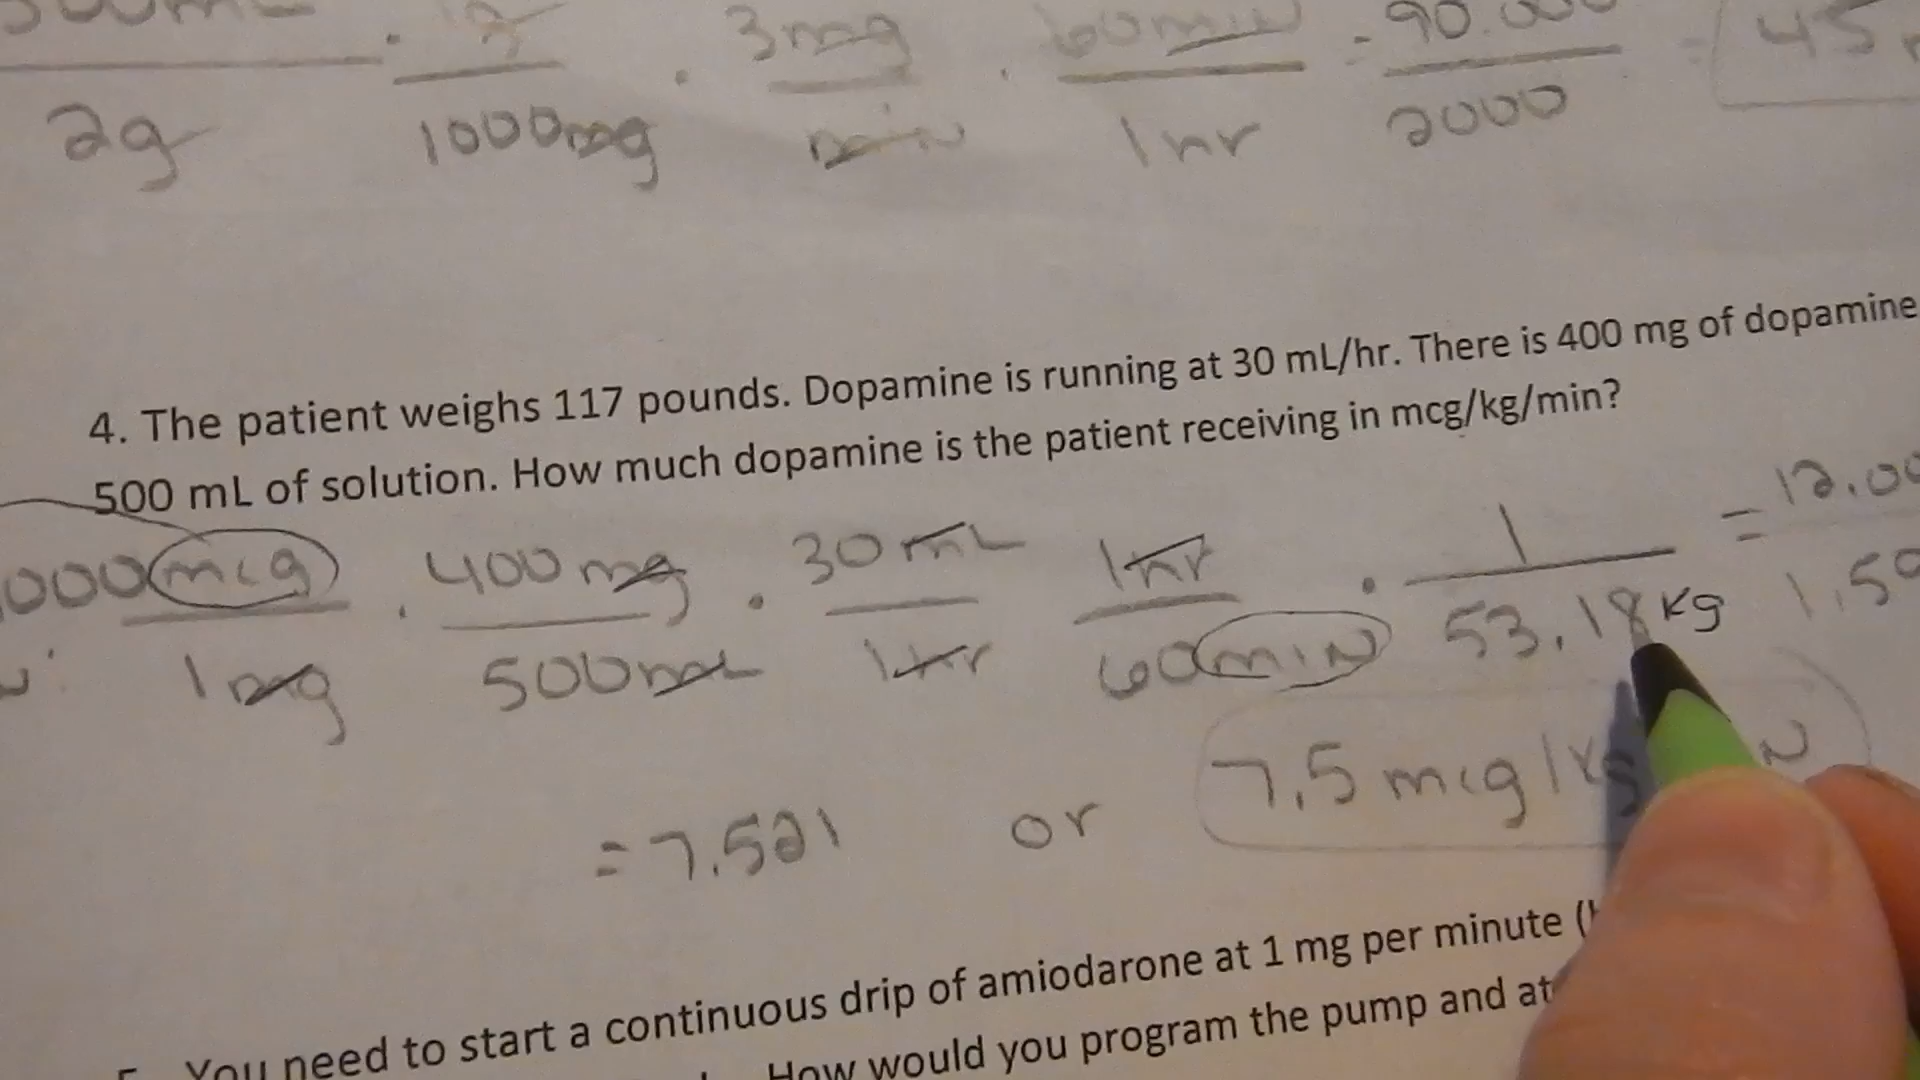 2g
1000mg
3mg
min
60min
1hr
= 90.000
2000
= 45
4. The patient weighs 117 pounds. Dopamine is running at 30 mL/hr. There is 400 mg of dopamine
500 mL of solution. How much dopamine is the patient receiving in mcg/kg/min?
000mcg
1mg
· 400mg
500mL
· 30mL
1hr
1hr
60min
· 1
53.18kg
= 12.00
1,59
= 7.521 or 7.5 mcg/kg
You need to start a continuous drip of amiodarone at 1 mg per minute (
How would you program the pump and at